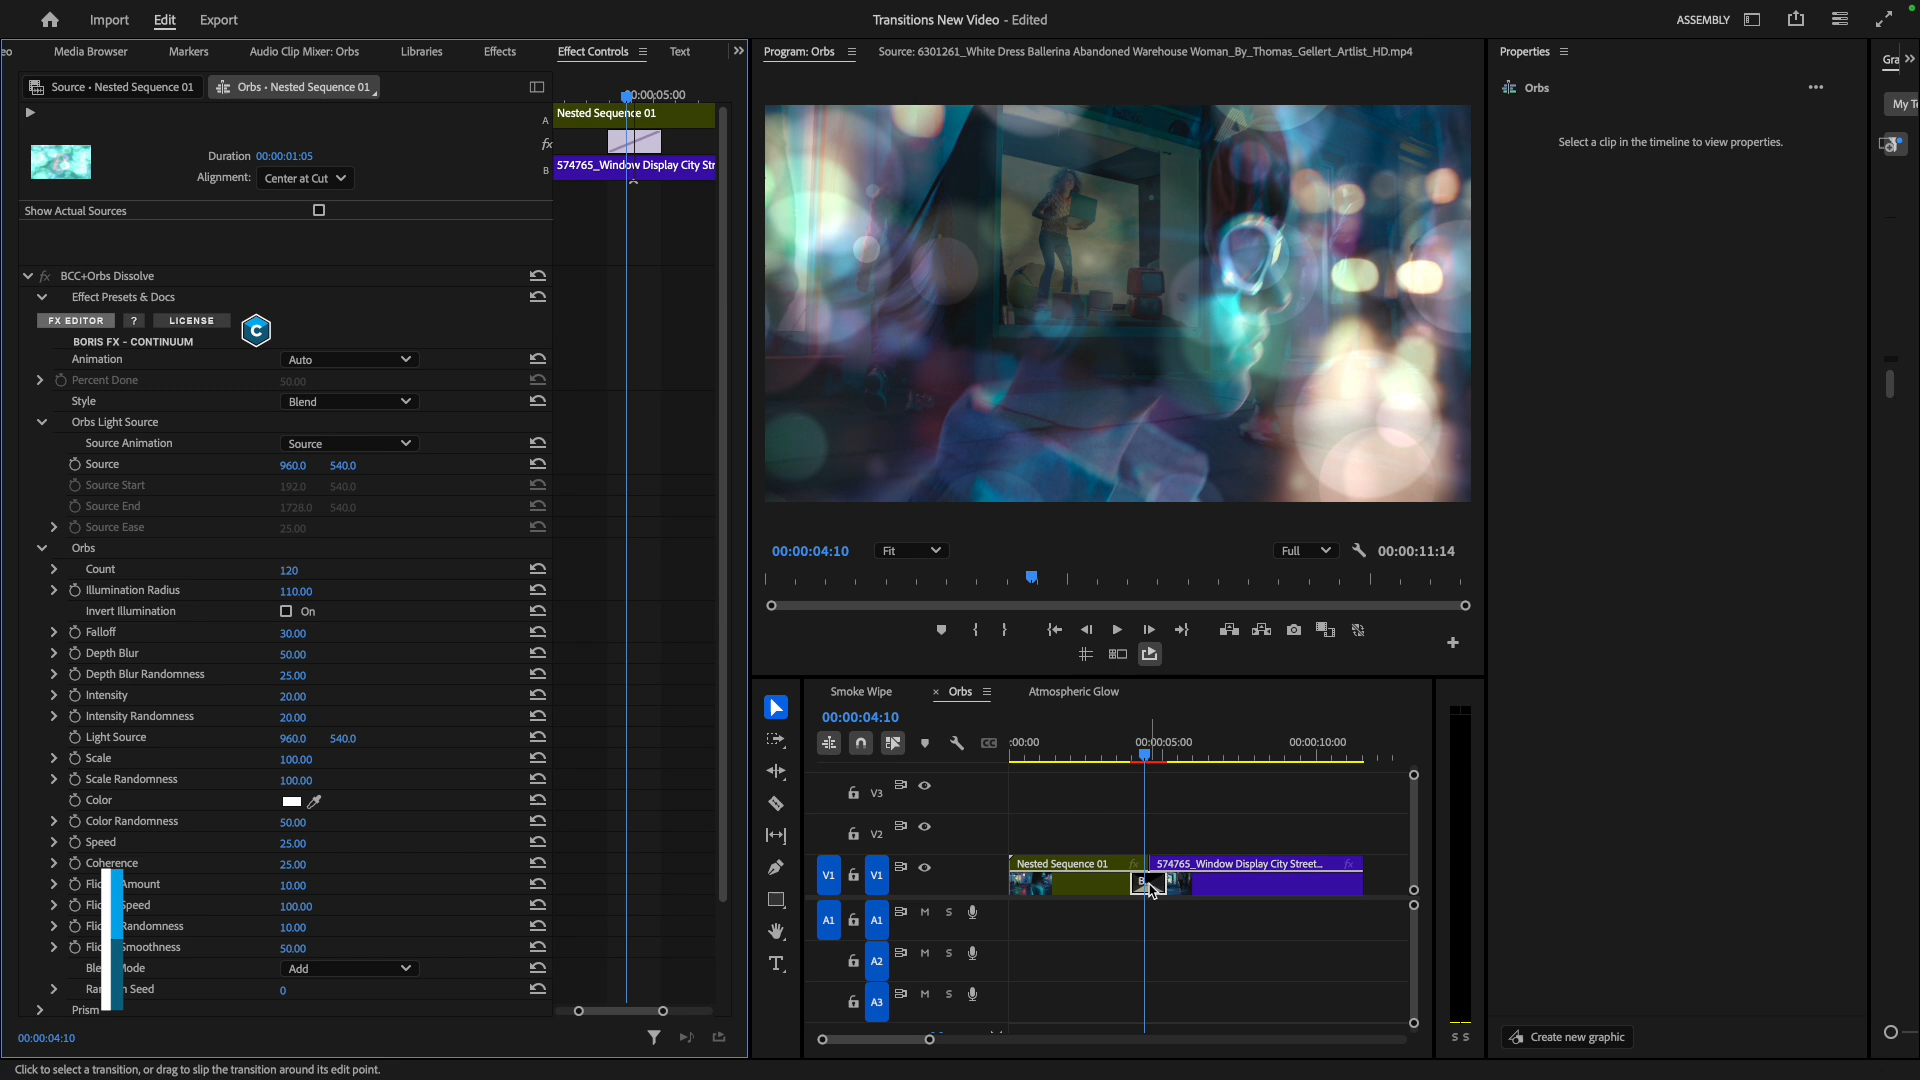 Import
Edit
Export
Transitions New Video - Edited
ASSEMBLY
Media Browser
Markers
Audio Clip Mixer: Orbs
Libraries
Effects
Effect Controls
Text
Program: Orbs
Source: 6301261_White Dress Ballerina Abandoned Warehouse Woman_By_Thomas_Gellert_Artlist_HD.mp4
Properties
Source • Nested Sequence 01
Orbs • Nested Sequence 01
00:00:05:00
Orbs
My T
A
Nested Sequence 01
fx
B
574765_Window Display City Str
Duration 00:00:01:05
Alignment: Center at Cut
Select a clip in the timeline to view properties.
Show Actual Sources
fx BCC+Orbs Dissolve
Effect Presets & Docs
FX EDITOR
?
LICENSE
C
BORIS FX - CONTINUUM
Animation Auto
Percent Done 50.00
Style Blend
Orbs Light Source
Source Animation Source
Source 960.0 540.0
Source Start 192.0 540.0
Source End 1728.0 540.0
Source Ease 25.00
Orbs
Count 120
Illumination Radius 110.00
Invert Illumination On
Falloff 30.00
Depth Blur 50.00
Depth Blur Randomness 25.00
Intensity 20.00
Intensity Randomness 20.00
Light Source 960.0 540.0
Scale 100.00
Scale Randomness 100.00
Color
Color Randomness 50.00
Speed 25.00
Coherence 25.00
Flic Amount 10.00
Flic Speed 100.00
Flic Randomness 10.00
Flic Smoothness 50.00
Ble Mode Add
Ra Seed 0
Prism
00:00:04:10
00:00:04:10
Fit
Full
00:00:11:14
Smoke Wipe
× Orbs
Atmospheric Glow
00:00:04:10
CC
:00:00
00:00:05:00
00:00:10:00
V3
V2
V1 V1
Nested Sequence 01 fx
574765_Window Display City Street... fx
B
A1 A1 M S
A2 M S
A3 M S
S S
Create new graphic
Click to select a transition, or drag to slip the transition around its edit point.